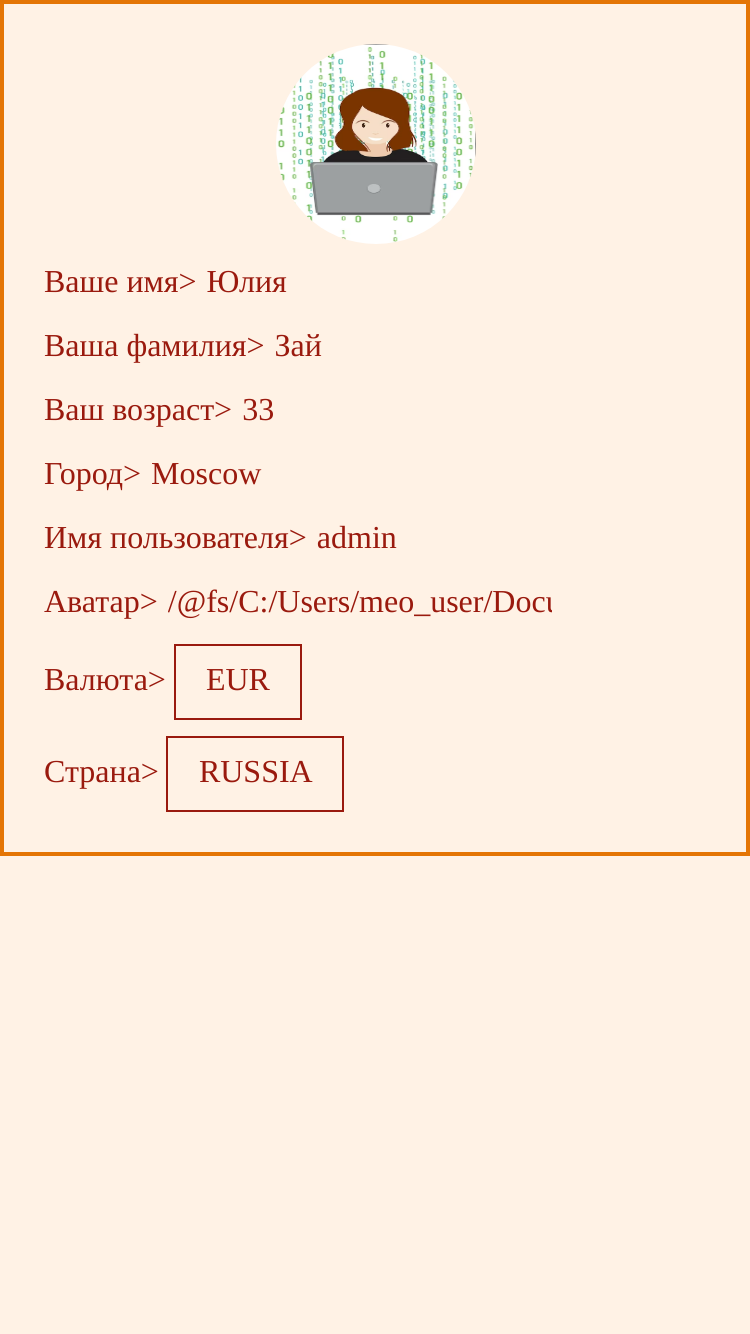 Ваше имя> Юлия
Ваша фамилия> Зай
Ваш возраст> 33
Город> Moscow
Имя пользователя> admin
Аватар> /@fs/C:/Users/meo_user/Docu
Валюта> EUR
Страна> RUSSIA